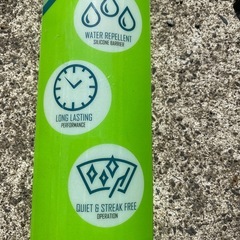 WATER REPELLENT
SILICONE BARRIER
LONG LASTING
PERFORMANCE
QUIET & STREAK FREE
OPERATION